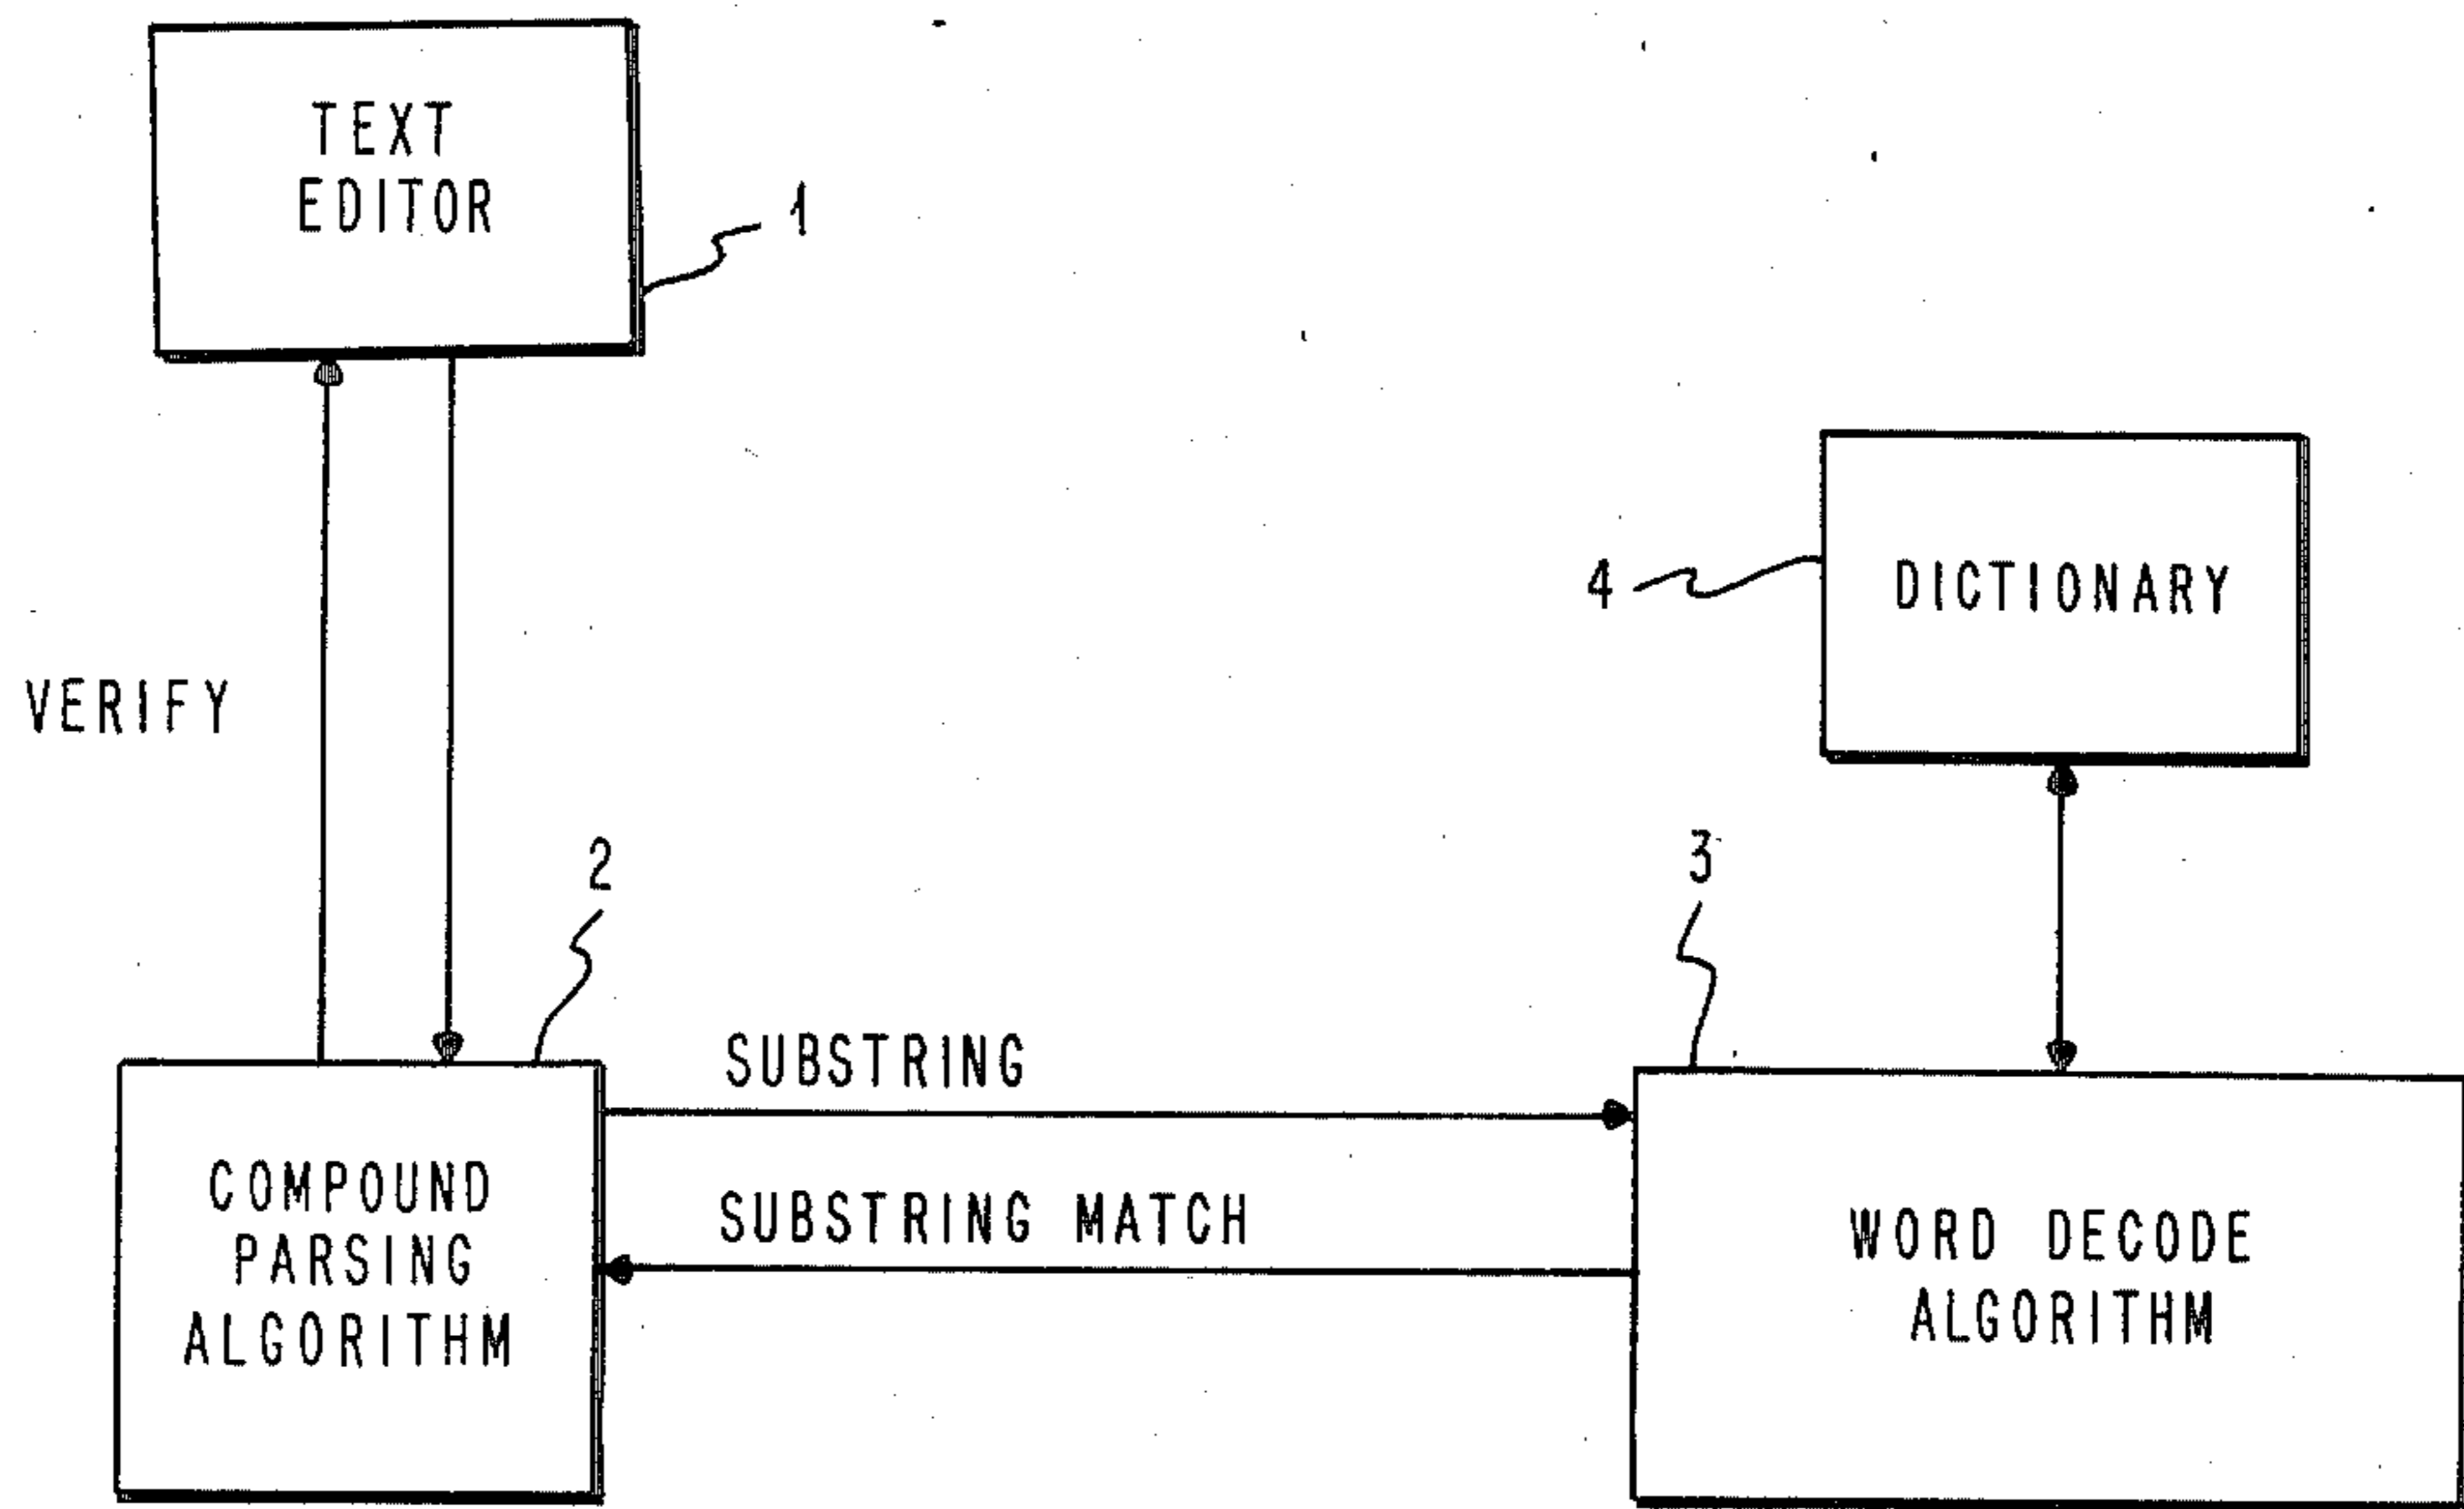 TEXT
EDITOR
1
4
DICTIONARY
VERIFY
2
3
SUBSTRING
COMPOUND
PARSING
ALGORITHM
SUBSTRING MATCH
WORD DECODE
ALGORITHM